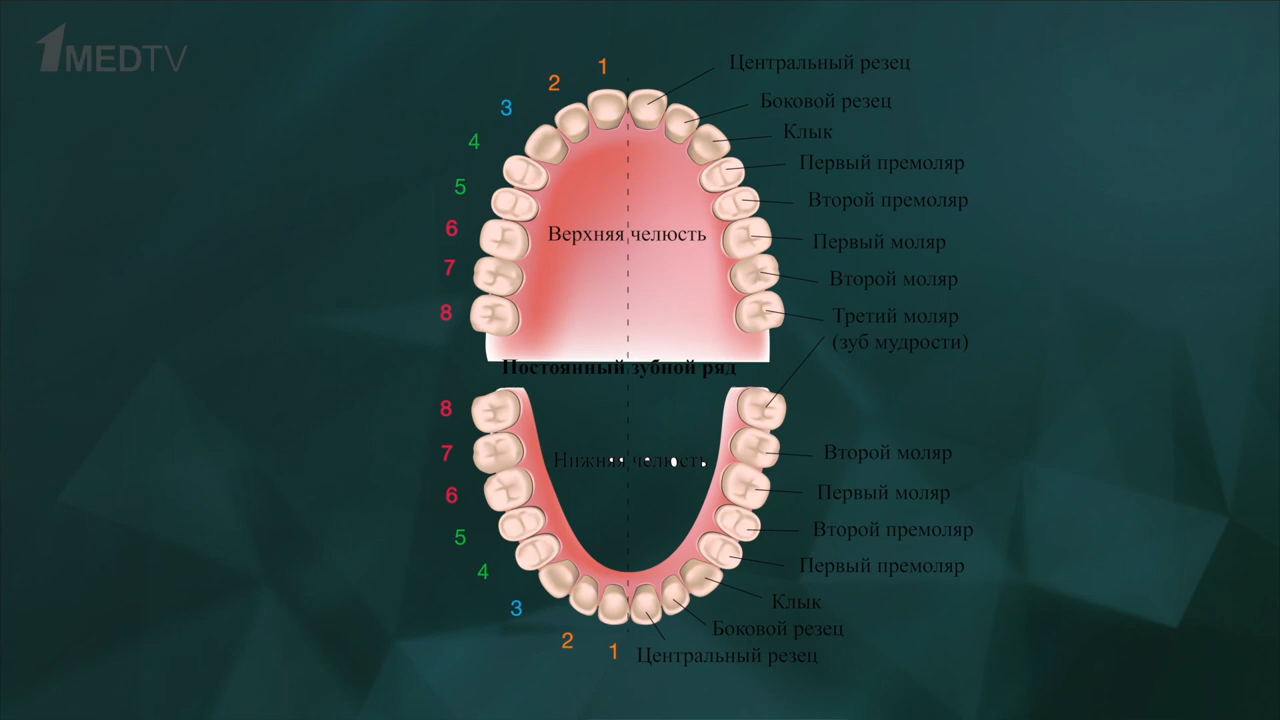 1MEDTV
1
2
3
4
5
6
7
8
Центральный резец
Боковой резец
Клык
Первый премоляр
Второй премоляр
Первый моляр
Второй моляр
Третий моляр
(зуб мудрости)
Верхняя челюсть
Постоянный зубной ряд
Нижняя челюсть
8
7
6
5
4
3
2
1
Второй моляр
Первый моляр
Второй премоляр
Первый премоляр
Клык
Боковой резец
Центральный резец